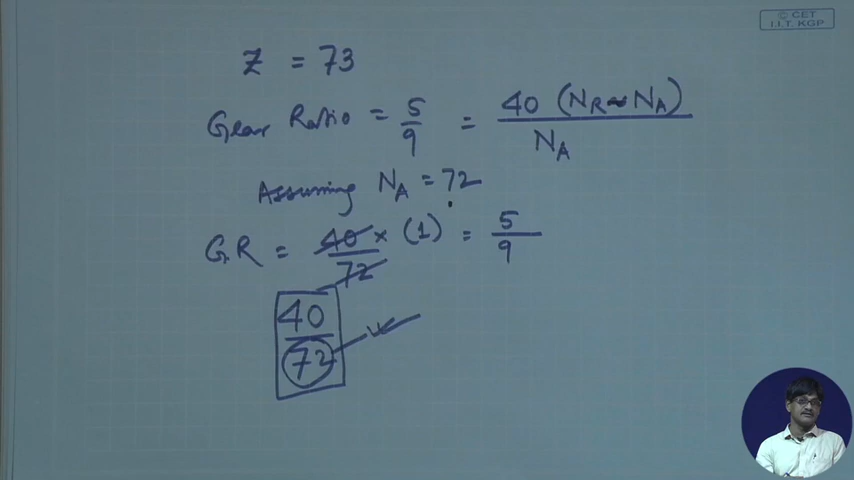 © CET
I.I.T. KGP
Z = 73
Gear Ratio = 5/9 = 40 (NR ~ NA) / NA
Assuming NA = 72
GR = 40/72 × (1) = 5/9
40/72